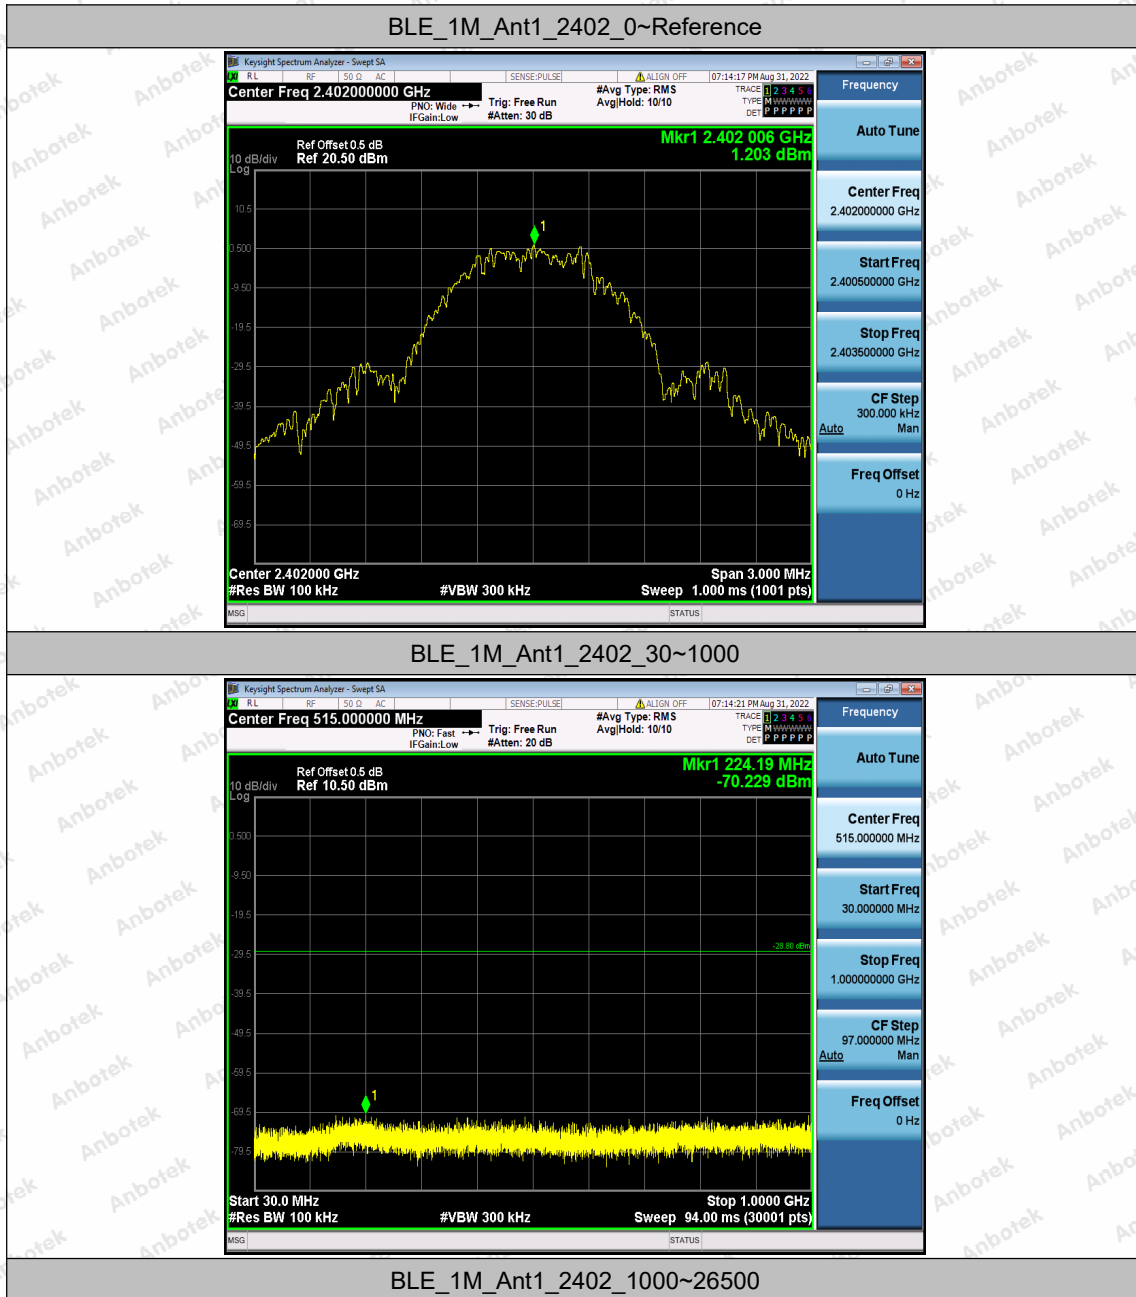 BLE_1M_Ant1_2402_0~Reference
Keysight Spectrum Analyzer - Swept SA
RL RF 50 Ω AC SENSE:PULSE ALIGN OFF 07:14:17 PM Aug 31, 2022
Center Freq 2.402000000 GHz
PNO: Wide
IFGain:Low
Trig: Free Run
#Atten: 30 dB
#Avg Type: RMS
Avg|Hold: 10/10
TRACE 1 2 3 4 5 6
TYPE M W W W W W
DET P P P P P P
Mkr1 2.402 006 GHz
1.203 dBm
Ref Offset 0.5 dB
10 dB/div Ref 20.50 dBm
Log
10.5
0.500
-9.50
-19.5
-29.5
-39.5
-49.5
-59.5
-69.5
1
Center 2.402000 GHz Span 3.000 MHz
#Res BW 100 kHz #VBW 300 kHz Sweep 1.000 ms (1001 pts)
MSG STATUS
Frequency
Auto Tune
Center Freq
2.402000000 GHz
Start Freq
2.400500000 GHz
Stop Freq
2.403500000 GHz
CF Step
300.000 kHz
Auto Man
Freq Offset
0 Hz
BLE_1M_Ant1_2402_30~1000
Keysight Spectrum Analyzer - Swept SA
RL RF 50 Ω AC SENSE:PULSE ALIGN OFF 07:14:21 PM Aug 31, 2022
Center Freq 515.000000 MHz
PNO: Fast
IFGain:Low
Trig: Free Run
#Atten: 20 dB
#Avg Type: RMS
Avg|Hold: 10/10
TRACE 1 2 3 4 5 6
TYPE M W W W W W
DET P P P P P P
Mkr1 224.19 MHz
-70.229 dBm
Ref Offset 0.5 dB
10 dB/div Ref 10.50 dBm
Log
0.500
-9.50
-19.5
-29.5
-39.5
-49.5
-59.5
-69.5
-79.5
-28.80 dBm
1
Start 30.0 MHz Stop 1.0000 GHz
#Res BW 100 kHz #VBW 300 kHz Sweep 94.00 ms (30001 pts)
MSG STATUS
Frequency
Auto Tune
Center Freq
515.000000 MHz
Start Freq
30.000000 MHz
Stop Freq
1.000000000 GHz
CF Step
97.000000 MHz
Auto Man
Freq Offset
0 Hz
BLE_1M_Ant1_2402_1000~26500